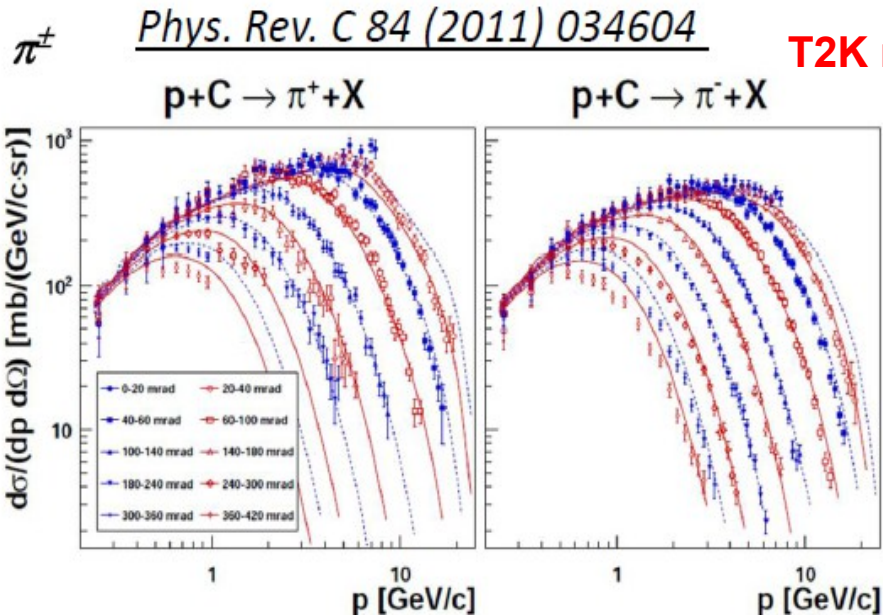 π±
Phys. Rev. C 84 (2011) 034604
T2K
p+C → π⁺+X
p+C → π⁻+X
dσ/(dp dΩ) [mb/(GeV/c·sr)]
10³
10²
10
0-20 mrad 20-40 mrad
40-60 mrad 60-100 mrad
100-140 mrad 140-180 mrad
180-240 mrad 240-300 mrad
300-360 mrad 360-420 mrad
1 10 1 10
p [GeV/c] p [GeV/c]